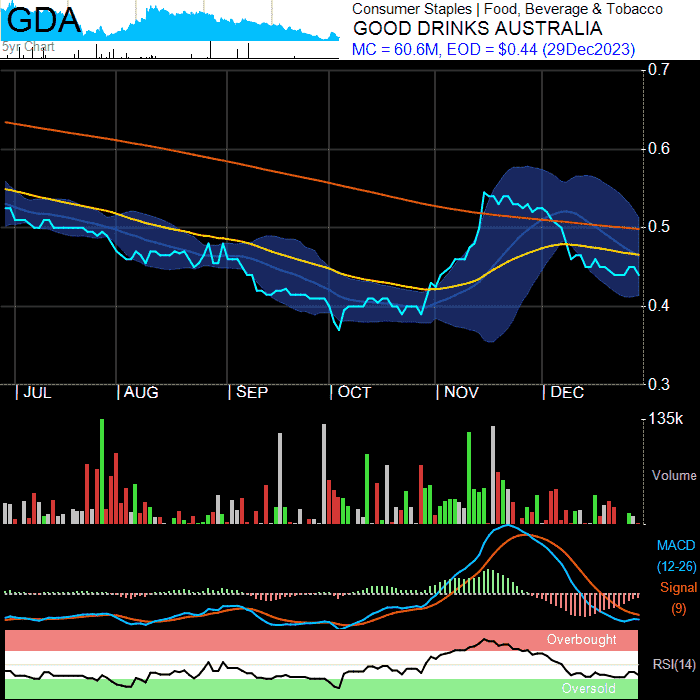 GDA
5yr Chart
Consumer Staples | Food, Beverage & Tobacco
GOOD DRINKS AUSTRALIA
MC = 60.6M, EOD = $0.44 (29Dec2023)
0.7
0.6
0.5
0.4
0.3
JUL AUG SEP OCT NOV DEC
135k
Volume
MACD
(12-26)
Signal
(9)
Overbought
RSI(14)
Oversold